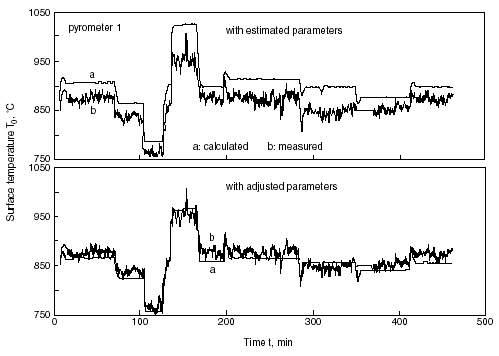 1050
pyrometer 1
with estimated parameters
950
a
850
b
a: calculated
b: measured
750
Surface temperature T0, °C
1050
with adjusted parameters
950
b
850
a
750
0
100
200
300
400
500
Time t, min